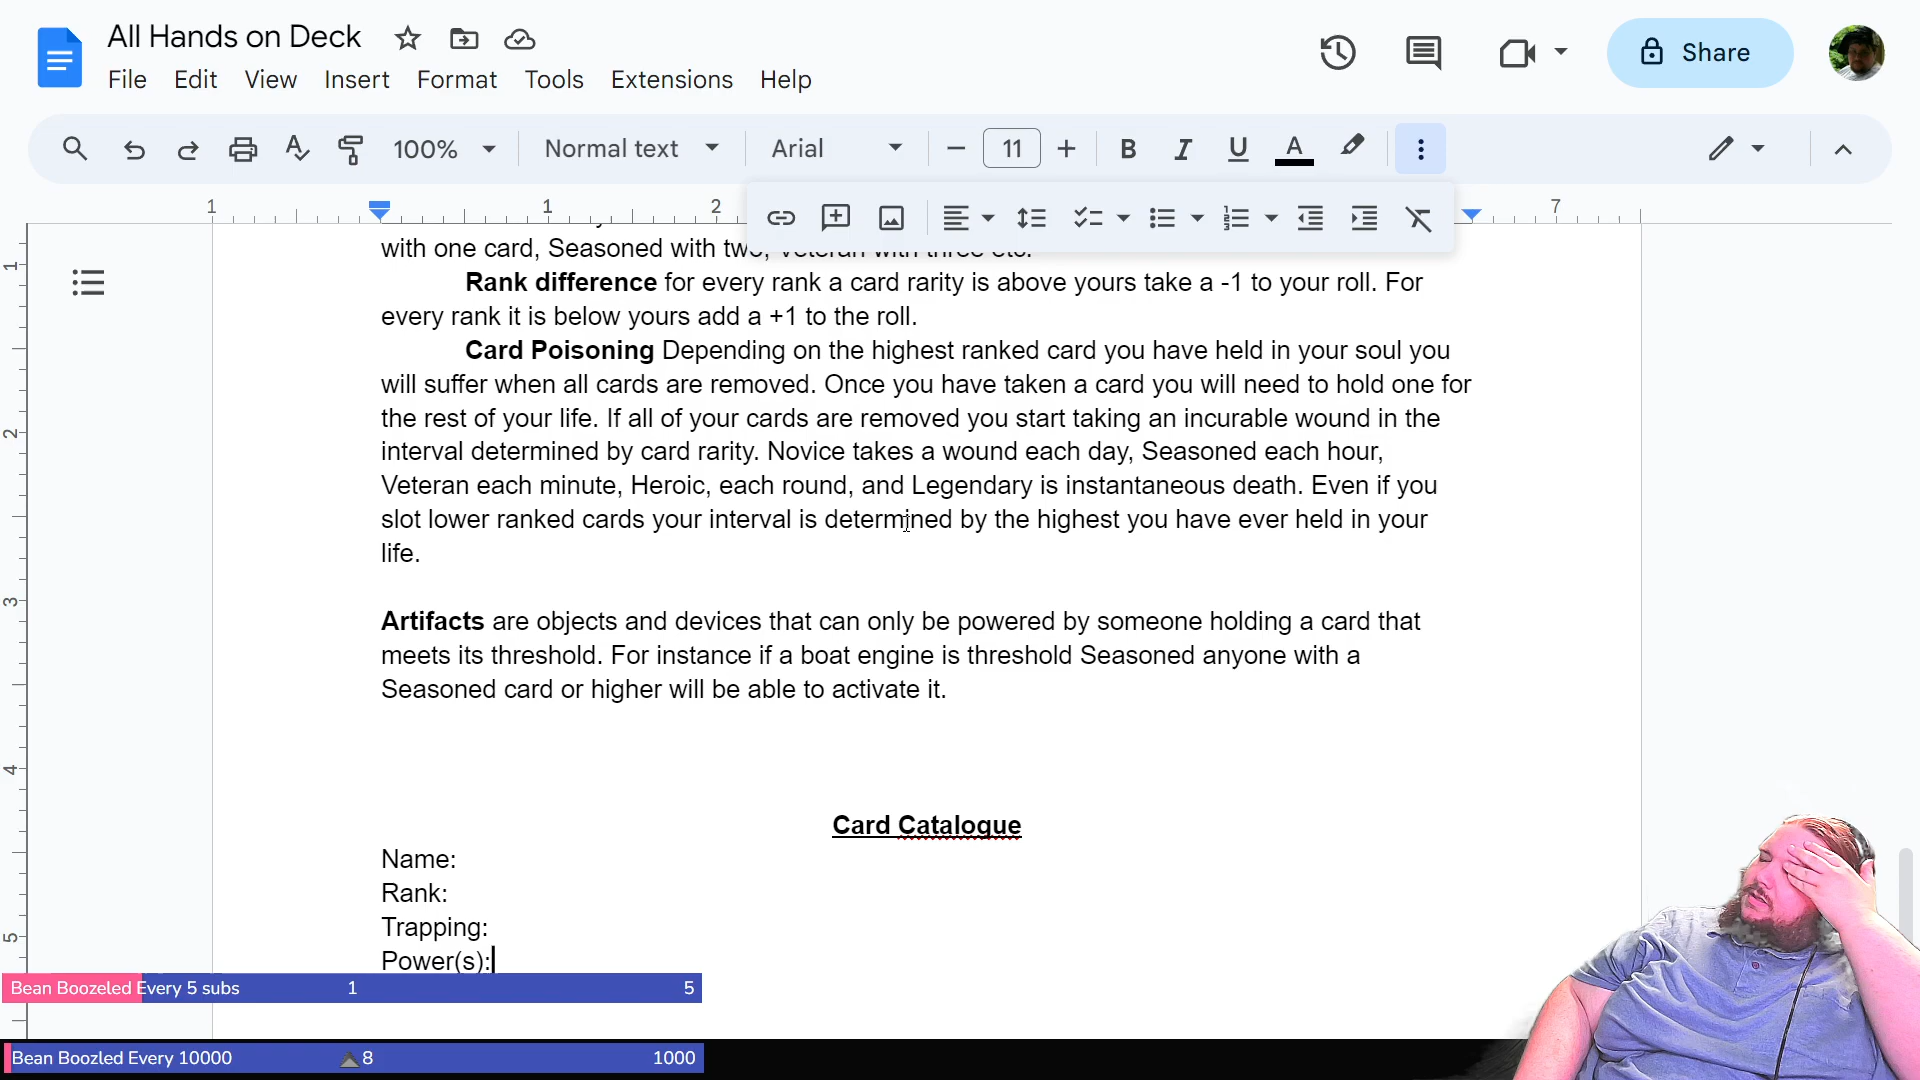 All Hands on Deck
File Edit View Insert Format Tools Extensions Help
Share
100% Normal text Arial 11 B I U A
1 1 2 7
with one card, Seasoned with two, Veteran with three etc.
Rank difference for every rank a card rarity is above yours take a -1 to your roll. For
every rank it is below yours add a +1 to the roll.
Card Poisoning Depending on the highest ranked card you have held in your soul you
will suffer when all cards are removed. Once you have taken a card you will need to hold one for
the rest of your life. If all of your cards are removed you start taking an incurable wound in the
interval determined by card rarity. Novice takes a wound each day, Seasoned each hour,
Veteran each minute, Heroic, each round, and Legendary is instantaneous death. Even if you
slot lower ranked cards your interval is determined by the highest you have ever held in your
life.
Artifacts are objects and devices that can only be powered by someone holding a card that
meets its threshold. For instance if a boat engine is threshold Seasoned anyone with a
Seasoned card or higher will be able to activate it.
Card Catalogue
Name:
Rank:
Trapping:
Power(s):
1
2
3
4
5
Bean Boozeled Every 5 subs 1 5
Bean Boozled Every 10000 8 1000